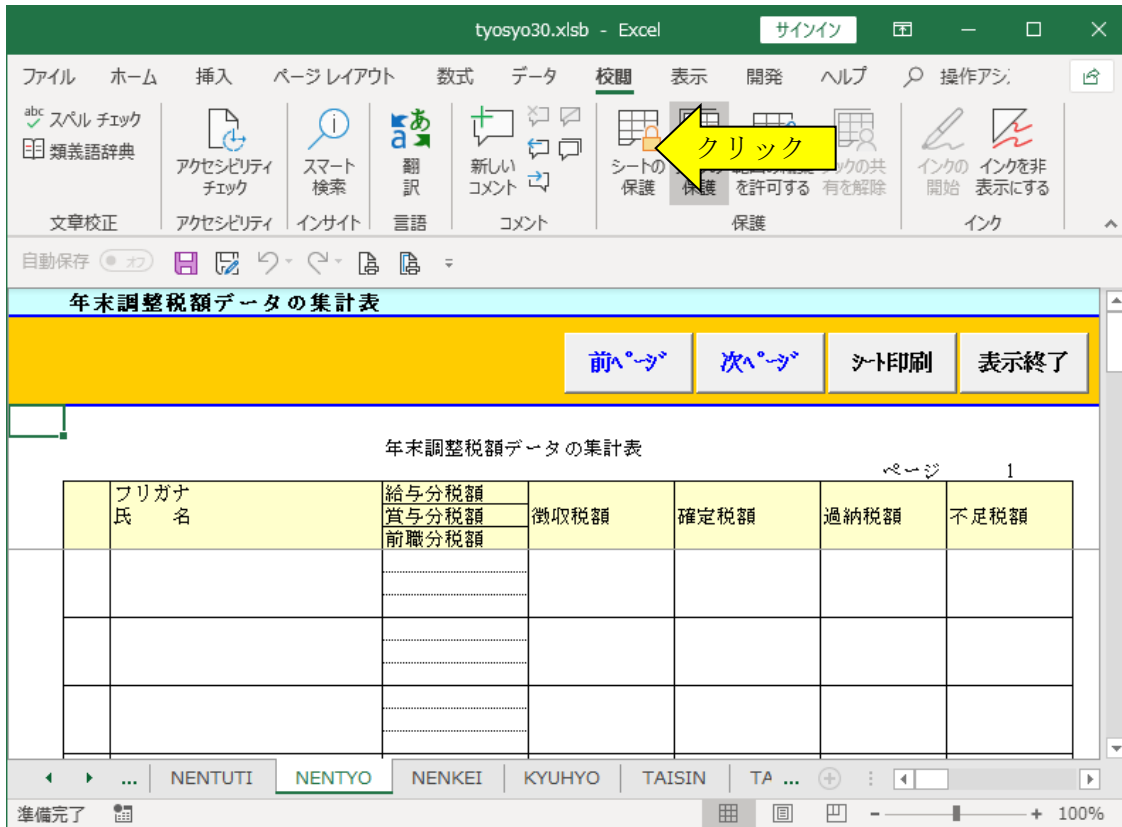 tyosyo30.xlsb - Excel
サインイン
ファイル ホーム 挿入 ページ レイアウト 数式 データ 校閲 表示 開発 ヘルプ 操作アシ
abc スペル チェック
類義語辞典
アクセシビリティ
チェック
スマート
検索
翻
訳
新しい
コメント
シートの
保護
クリック
保護
を許可する
クの共
有を解除
インクの
開始
インクを非
表示にする
文章校正 アクセシビリティ インサイト 言語 コメント 保護 インク
自動保存 オフ
年末調整税額データの集計表
前ページ 次ページ シート印刷 表示終了
年末調整税額データの集計表
ページ 1
フリガナ
氏 名
給与分税額
賞与分税額
前職分税額
徴収税額 確定税額 過納税額 不足税額
... NENTUTI NENTYO NENKEI KYUHYO TAISIN TA ...
準備完了 100%